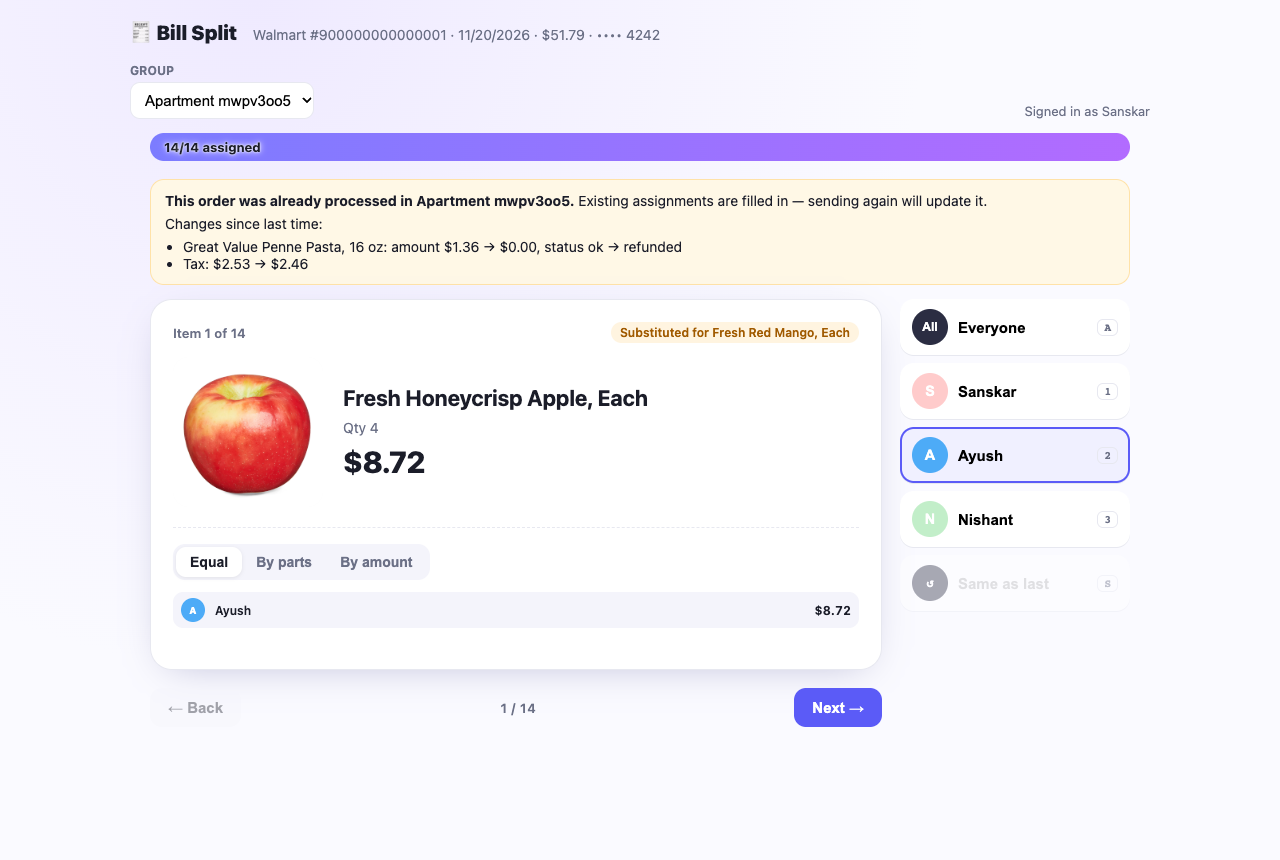 Bill Split
Walmart #900000000000001 · 11/20/2026 · $51.79 · •••• 4242
GROUP
Apartment mwpv3oo5
Signed in as Sanskar
14/14 assigned
This order was already processed in Apartment mwpv3oo5. Existing assignments are filled in — sending again will update it.
Changes since last time:
• Great Value Penne Pasta, 16 oz: amount $1.36 → $0.00, status ok → refunded
• Tax: $2.53 → $2.46
Item 1 of 14
Substituted for Fresh Red Mango, Each
Fresh Honeycrisp Apple, Each
Qty 4
$8.72
Equal By parts By amount
A Ayush $8.72
All Everyone A
S Sanskar 1
A Ayush 2
N Nishant 3
↺ Same as last S
← Back
1 / 14
Next →